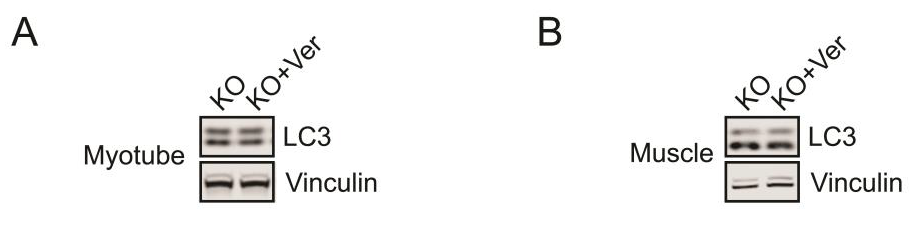 A
KO
KO+Ver
Myotube
LC3
Vinculin
B
KO
KO+Ver
Muscle
LC3
Vinculin